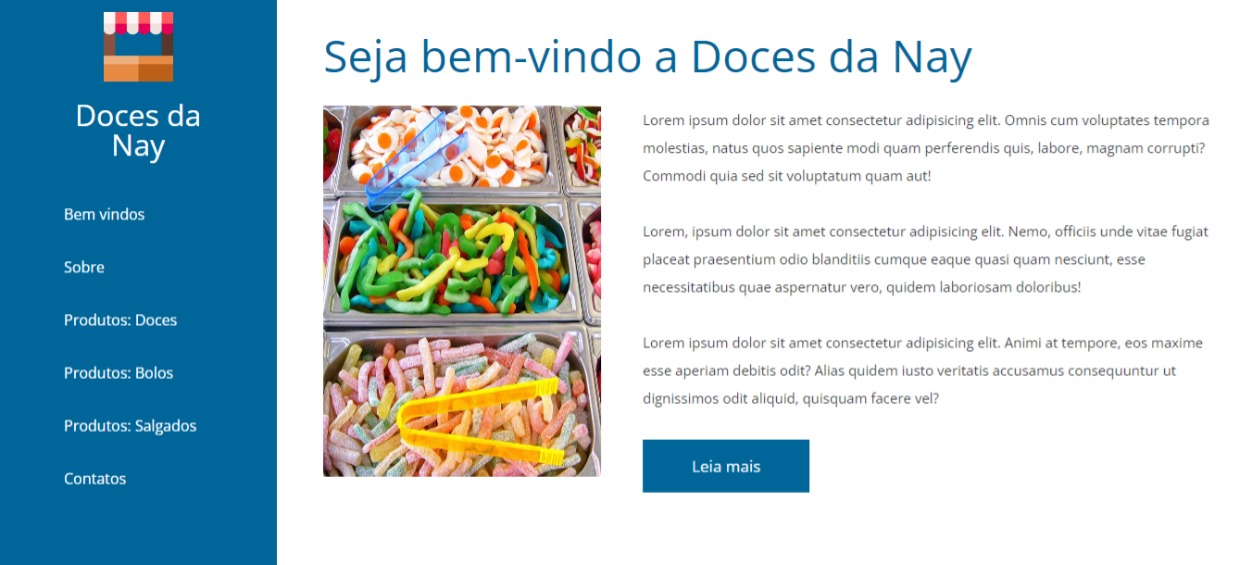 Doces da
Nay
Bem vindos
Sobre
Produtos: Doces
Produtos: Bolos
Produtos: Salgados
Contatos
Seja bem-vindo a Doces da Nay
Lorem ipsum dolor sit amet consectetur adipisicing elit. Omnis cum voluptates tempora
molestias, natus quos sapiente modi quam perferendis quis, labore, magnam corrupti?
Commodi quia sed sit voluptatum quam aut!
Lorem, ipsum dolor sit amet consectetur adipisicing elit. Nemo, officiis unde vitae fugiat
placeat praesentium odio blanditiis cumque eaque quasi quam nesciunt, esse
necessitatibus quae aspernatur vero, quidem laboriosam doloribus!
Lorem ipsum dolor sit amet consectetur adipisicing elit. Animi at tempore, eos maxime
esse aperiam debitis odit? Alias quidem iusto veritatis accusamus consequuntur ut
dignissimos odit aliquid, quisquam facere vel?
Leia mais